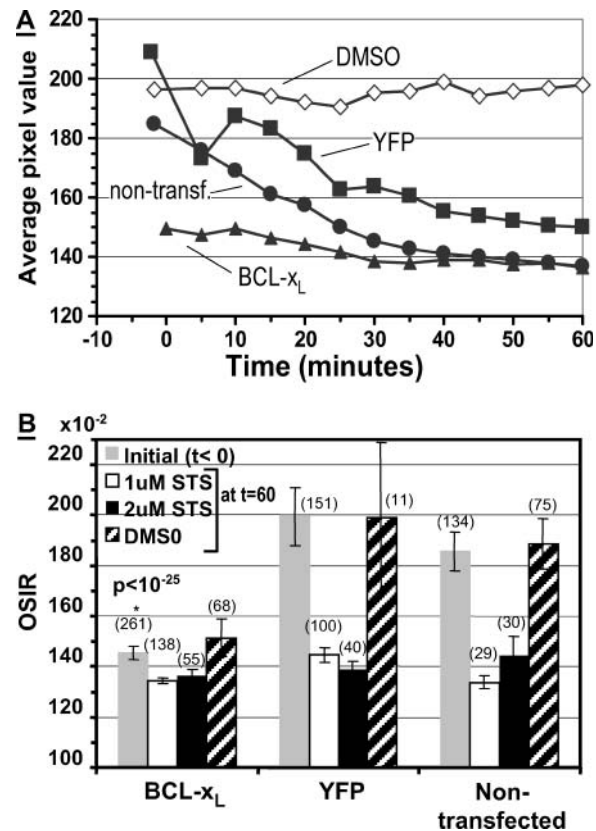 A
Average pixel value
220
200
180
160
140
120
DMSO
YFP
non-transf.
BCL-xL
-10 0 10 20 30 40 50 60
Time (minutes)
B
x10-2
OSIR
220
200
180
160
140
120
100
Initial (t< 0)
1uM STS
2uM STS
DMS0
at t=60
p<10-25
*
(261) (138) (55) (68)
(151) (100) (40) (11)
(134) (29) (30) (75)
BCL-xL YFP Non-
transfected